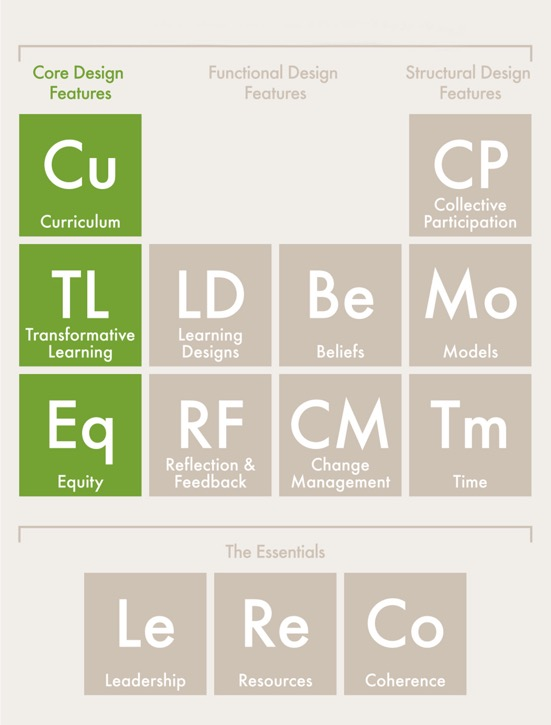 Core Design
Features
Functional Design
Features
Structural Design
Features
Cu
Curriculum
CP
Collective
Participation
TL
Transformative
Learning
LD
Learning
Designs
Be
Beliefs
Mo
Models
Eq
Equity
RF
Reflection &
Feedback
CM
Change
Management
Tm
Time
The Essentials
Le
Leadership
Re
Resources
Co
Coherence